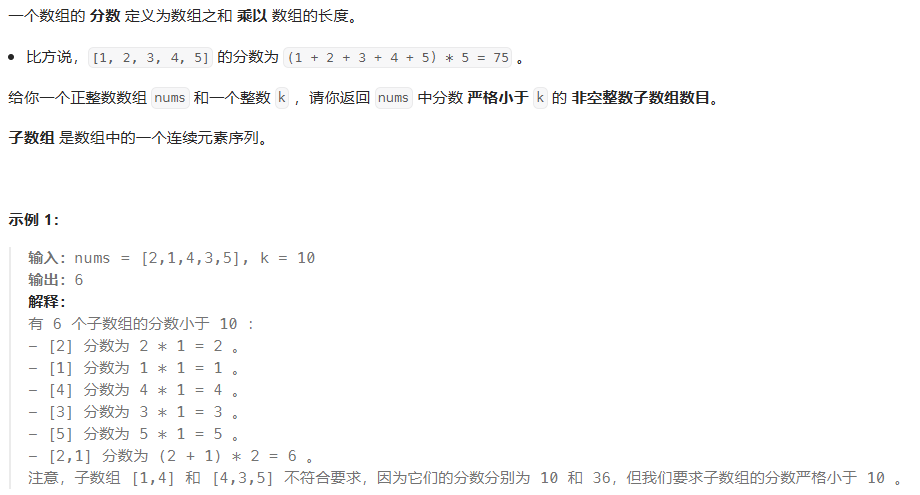 一个数组的 分数 定义为数组之和 乘以 数组的长度。
• 比方说，[1, 2, 3, 4, 5] 的分数为 (1 + 2 + 3 + 4 + 5) * 5 = 75 。
给你一个正整数数组 nums 和一个整数 k ，请你返回 nums 中分数 严格小于 k 的 非空整数子数组数目。
子数组 是数组中的一个连续元素序列。
示例 1：
输入：nums = [2,1,4,3,5], k = 10
输出：6
解释：
有 6 个子数组的分数小于 10 ：
- [2] 分数为 2 * 1 = 2 。
- [1] 分数为 1 * 1 = 1 。
- [4] 分数为 4 * 1 = 4 。
- [3] 分数为 3 * 1 = 3 。
- [5] 分数为 5 * 1 = 5 。
- [2,1] 分数为 (2 + 1) * 2 = 6 。
注意，子数组 [1,4] 和 [4,3,5] 不符合要求，因为它们的分数分别为 10 和 36，但我们要求子数组的分数严格小于 10 。